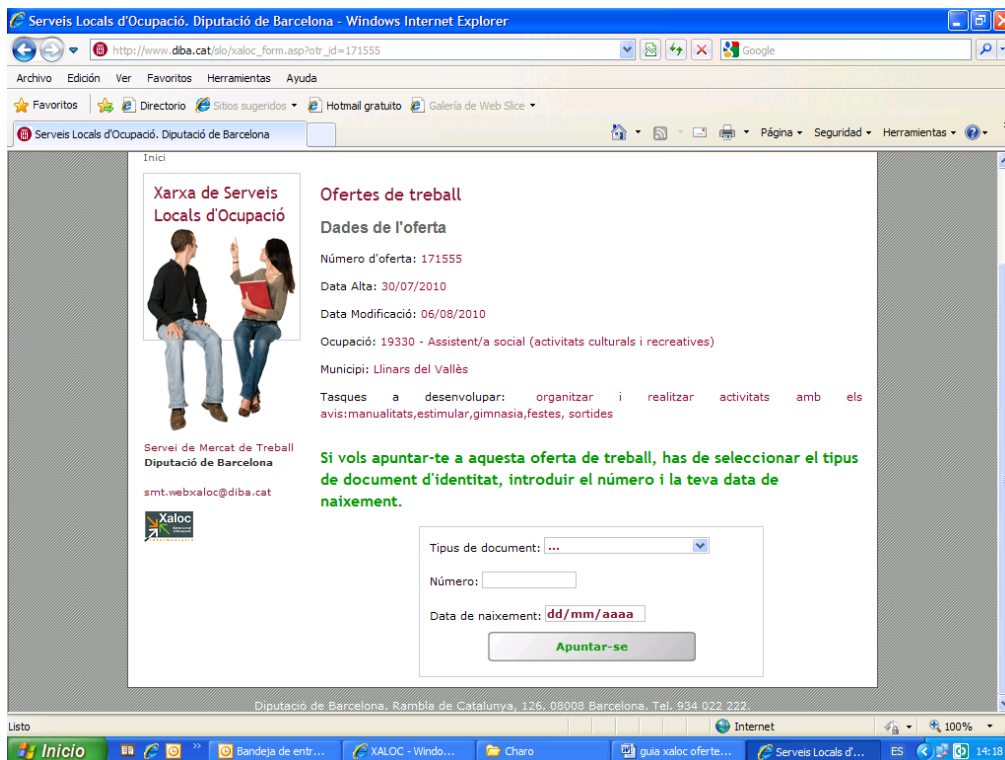 Serveis Locals d'Ocupació. Diputació de Barcelona - Windows Internet Explorer
http://www.diba.cat/slo/xaloc_form.asp?otr_id=171555
Google
Archivo Edición Ver Favoritos Herramientas Ayuda
Favoritos Directorio Sitios sugeridos Hotmail gratuito Galería de Web Slice
Serveis Locals d'Ocupació. Diputació de Barcelona
Página Seguridad Herramientas
Inici
Xarxa de Serveis
Locals d'Ocupació
Servei de Mercat de Treball
Diputació de Barcelona
smt.webxaloc@diba.cat
Xaloc
Ofertes de treball
Dades de l'oferta
Número d'oferta: 171555
Data Alta: 30/07/2010
Data Modificació: 06/08/2010
Ocupació: 19330 - Assistent/a social (activitats culturals i recreatives)
Municipi: Llinars del Vallès
Tasques a desenvolupar: organitzar i realitzar activitats amb els
avis:manualitats,estimular,gimnasia,festes, sortides
Si vols apuntar-te a aquesta oferta de treball, has de seleccionar el tipus
de document d'identitat, introduir el número i la teva data de
naixement.
Tipus de document: ...
Número:
Data de naixement: dd/mm/aaaa
Apuntar-se
Diputació de Barcelona. Rambla de Catalunya, 126. 08008 Barcelona. Tel. 934 022 222.
Listo Internet 100%
Inicio Bandeja de entr... XALOC - Windo... Charo guia xaloc oferte... Serveis Locals d'... ES 14:18